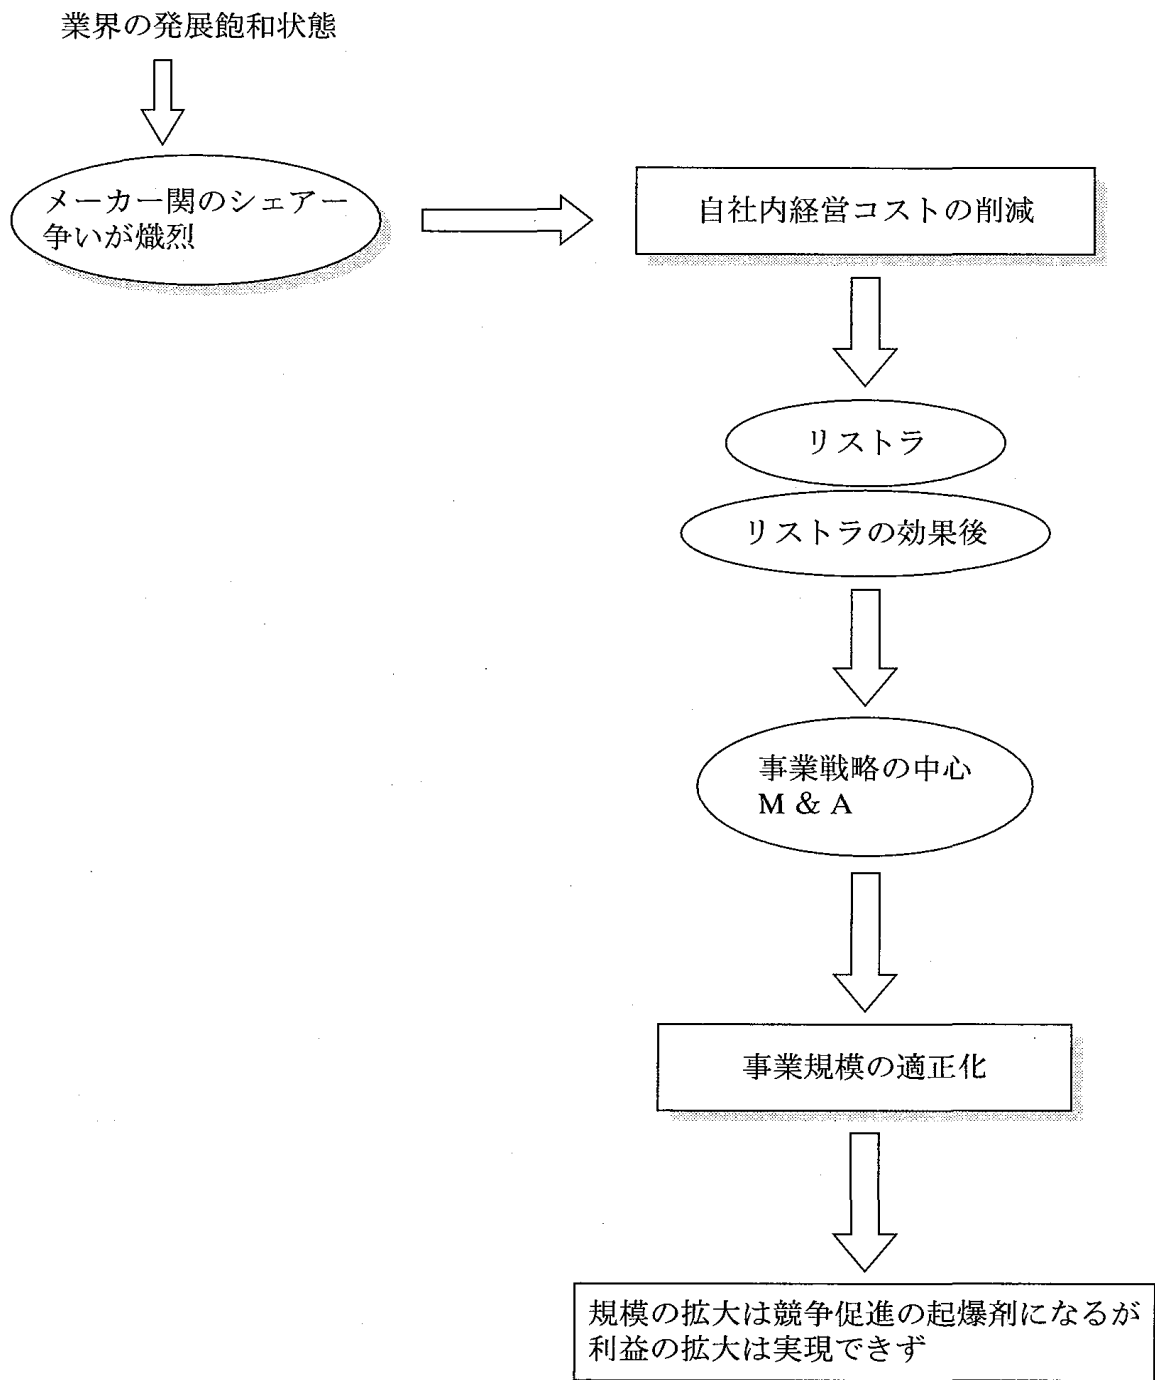 業界の発展飽和状態
メーカー関のシェアー
争いが熾烈
自社内経営コストの削減
リストラ
リストラの効果後
事業戦略の中心
M & A
事業規模の適正化
規模の拡大は競争促進の起爆剤になるが
利益の拡大は実現できず